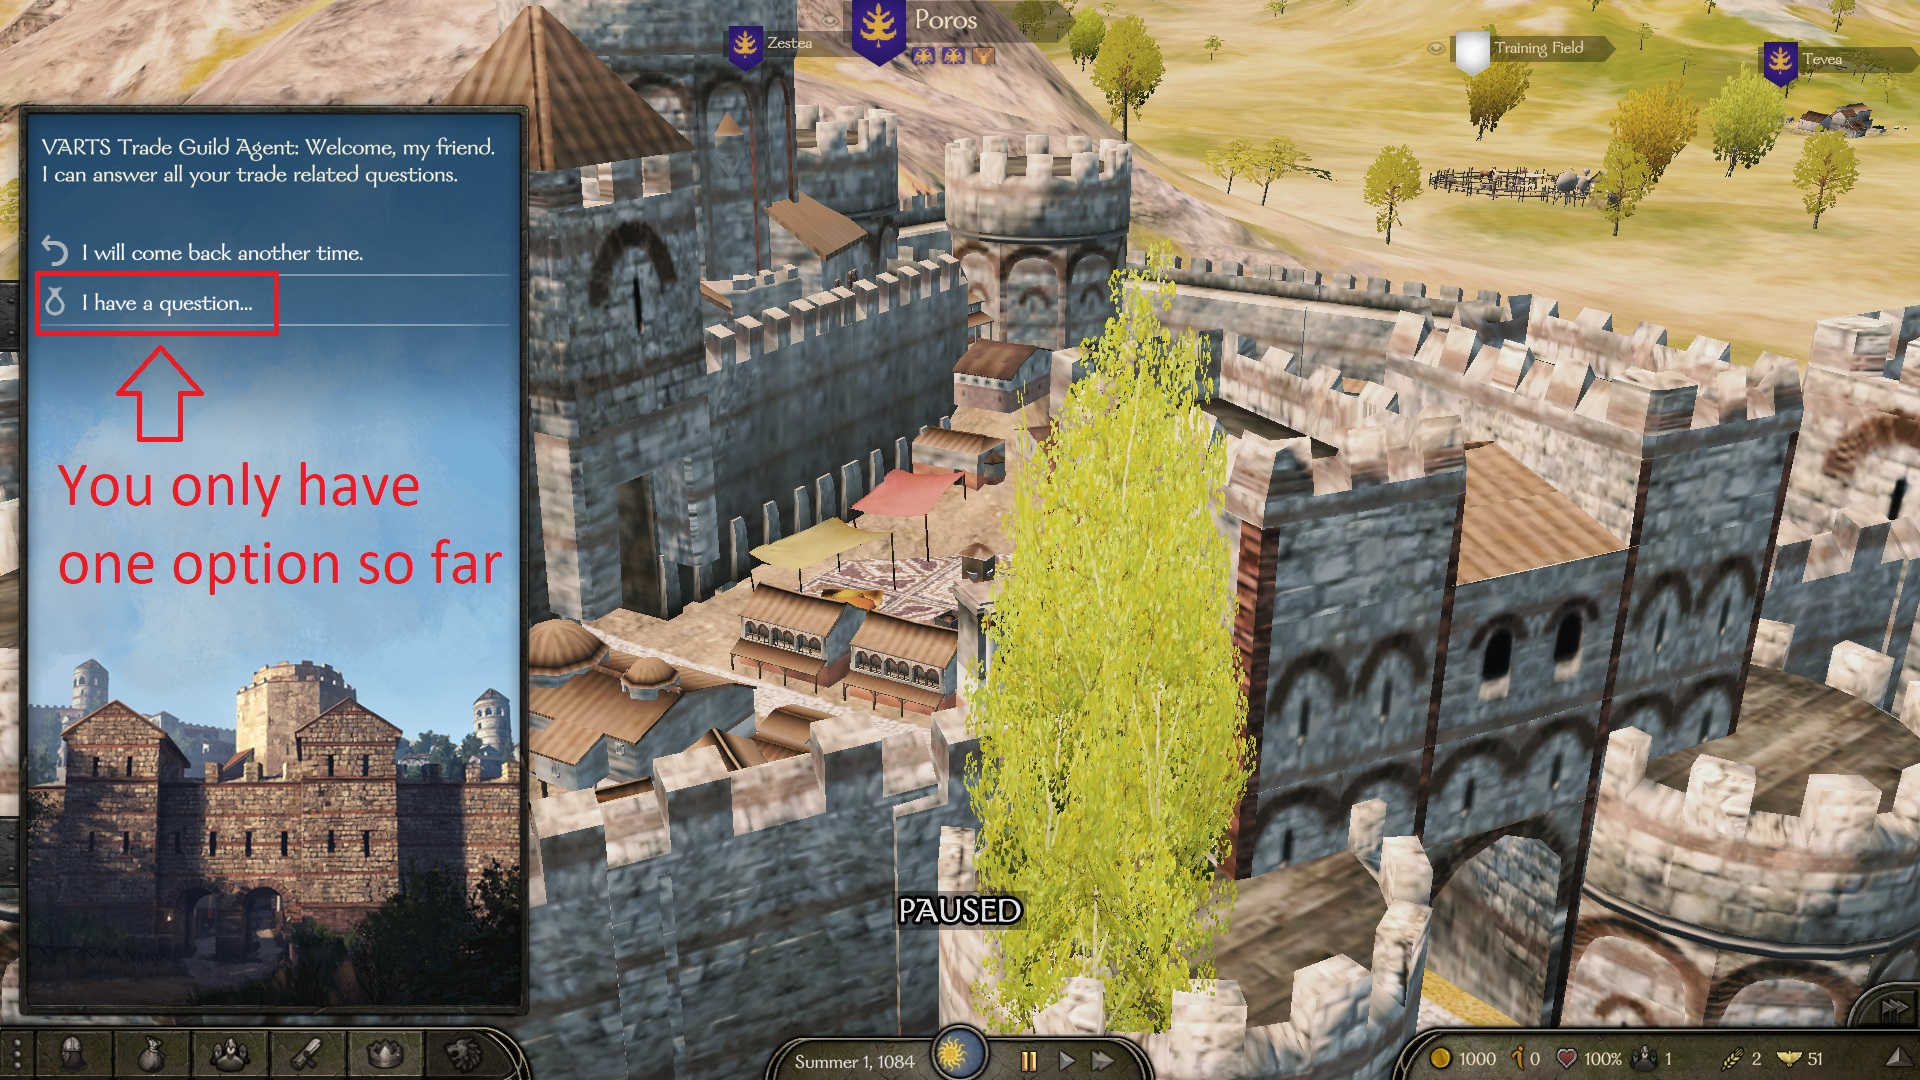 Poros
Zestea
Training Field
Tevea
VARTS Trade Guild Agent: Welcome, my friend.
I can answer all your trade related questions.
I will come back another time.
I have a question...
You only have
one option so far
PAUSED
Summer 1, 1084
1000
0
100%
1
2
51